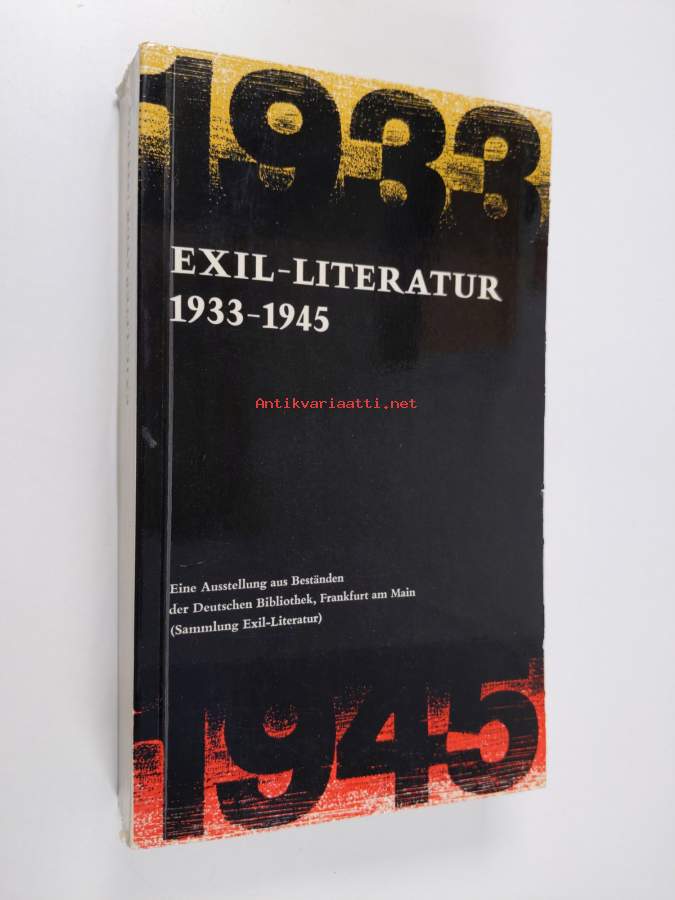 1933
EXIL-LITERATUR
1933-1945
Antikvariaatti.net
Eine Ausstellung aus Beständen
der Deutschen Bibliothek, Frankfurt am Main
(Sammlung Exil-Literatur)
1945